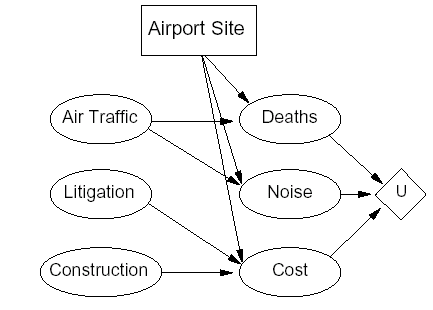 Airport Site
Air Traffic
Deaths
Litigation
Noise
U
Construction
Cost